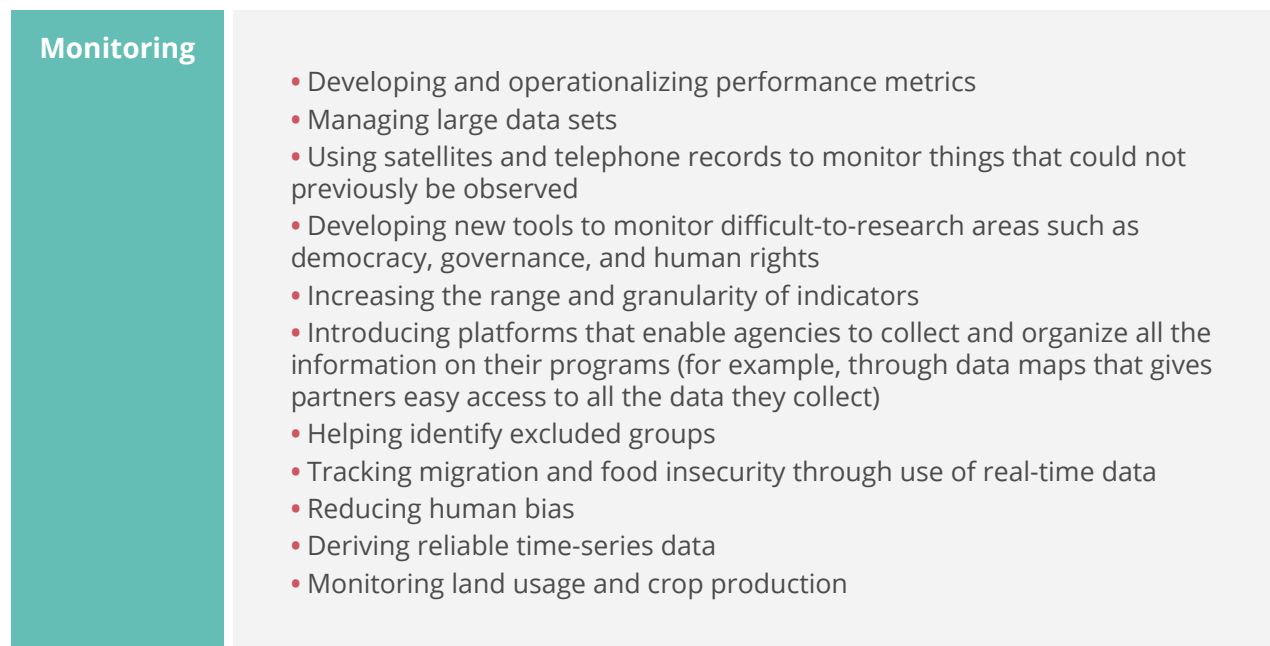 Monitoring
• Developing and operationalizing performance metrics
• Managing large data sets
• Using satellites and telephone records to monitor things that could not
previously be observed
• Developing new tools to monitor difficult-to-research areas such as
democracy, governance, and human rights
• Increasing the range and granularity of indicators
• Introducing platforms that enable agencies to collect and organize all the
information on their programs (for example, through data maps that gives
partners easy access to all the data they collect)
• Helping identify excluded groups
• Tracking migration and food insecurity through use of real-time data
• Reducing human bias
• Deriving reliable time-series data
• Monitoring land usage and crop production